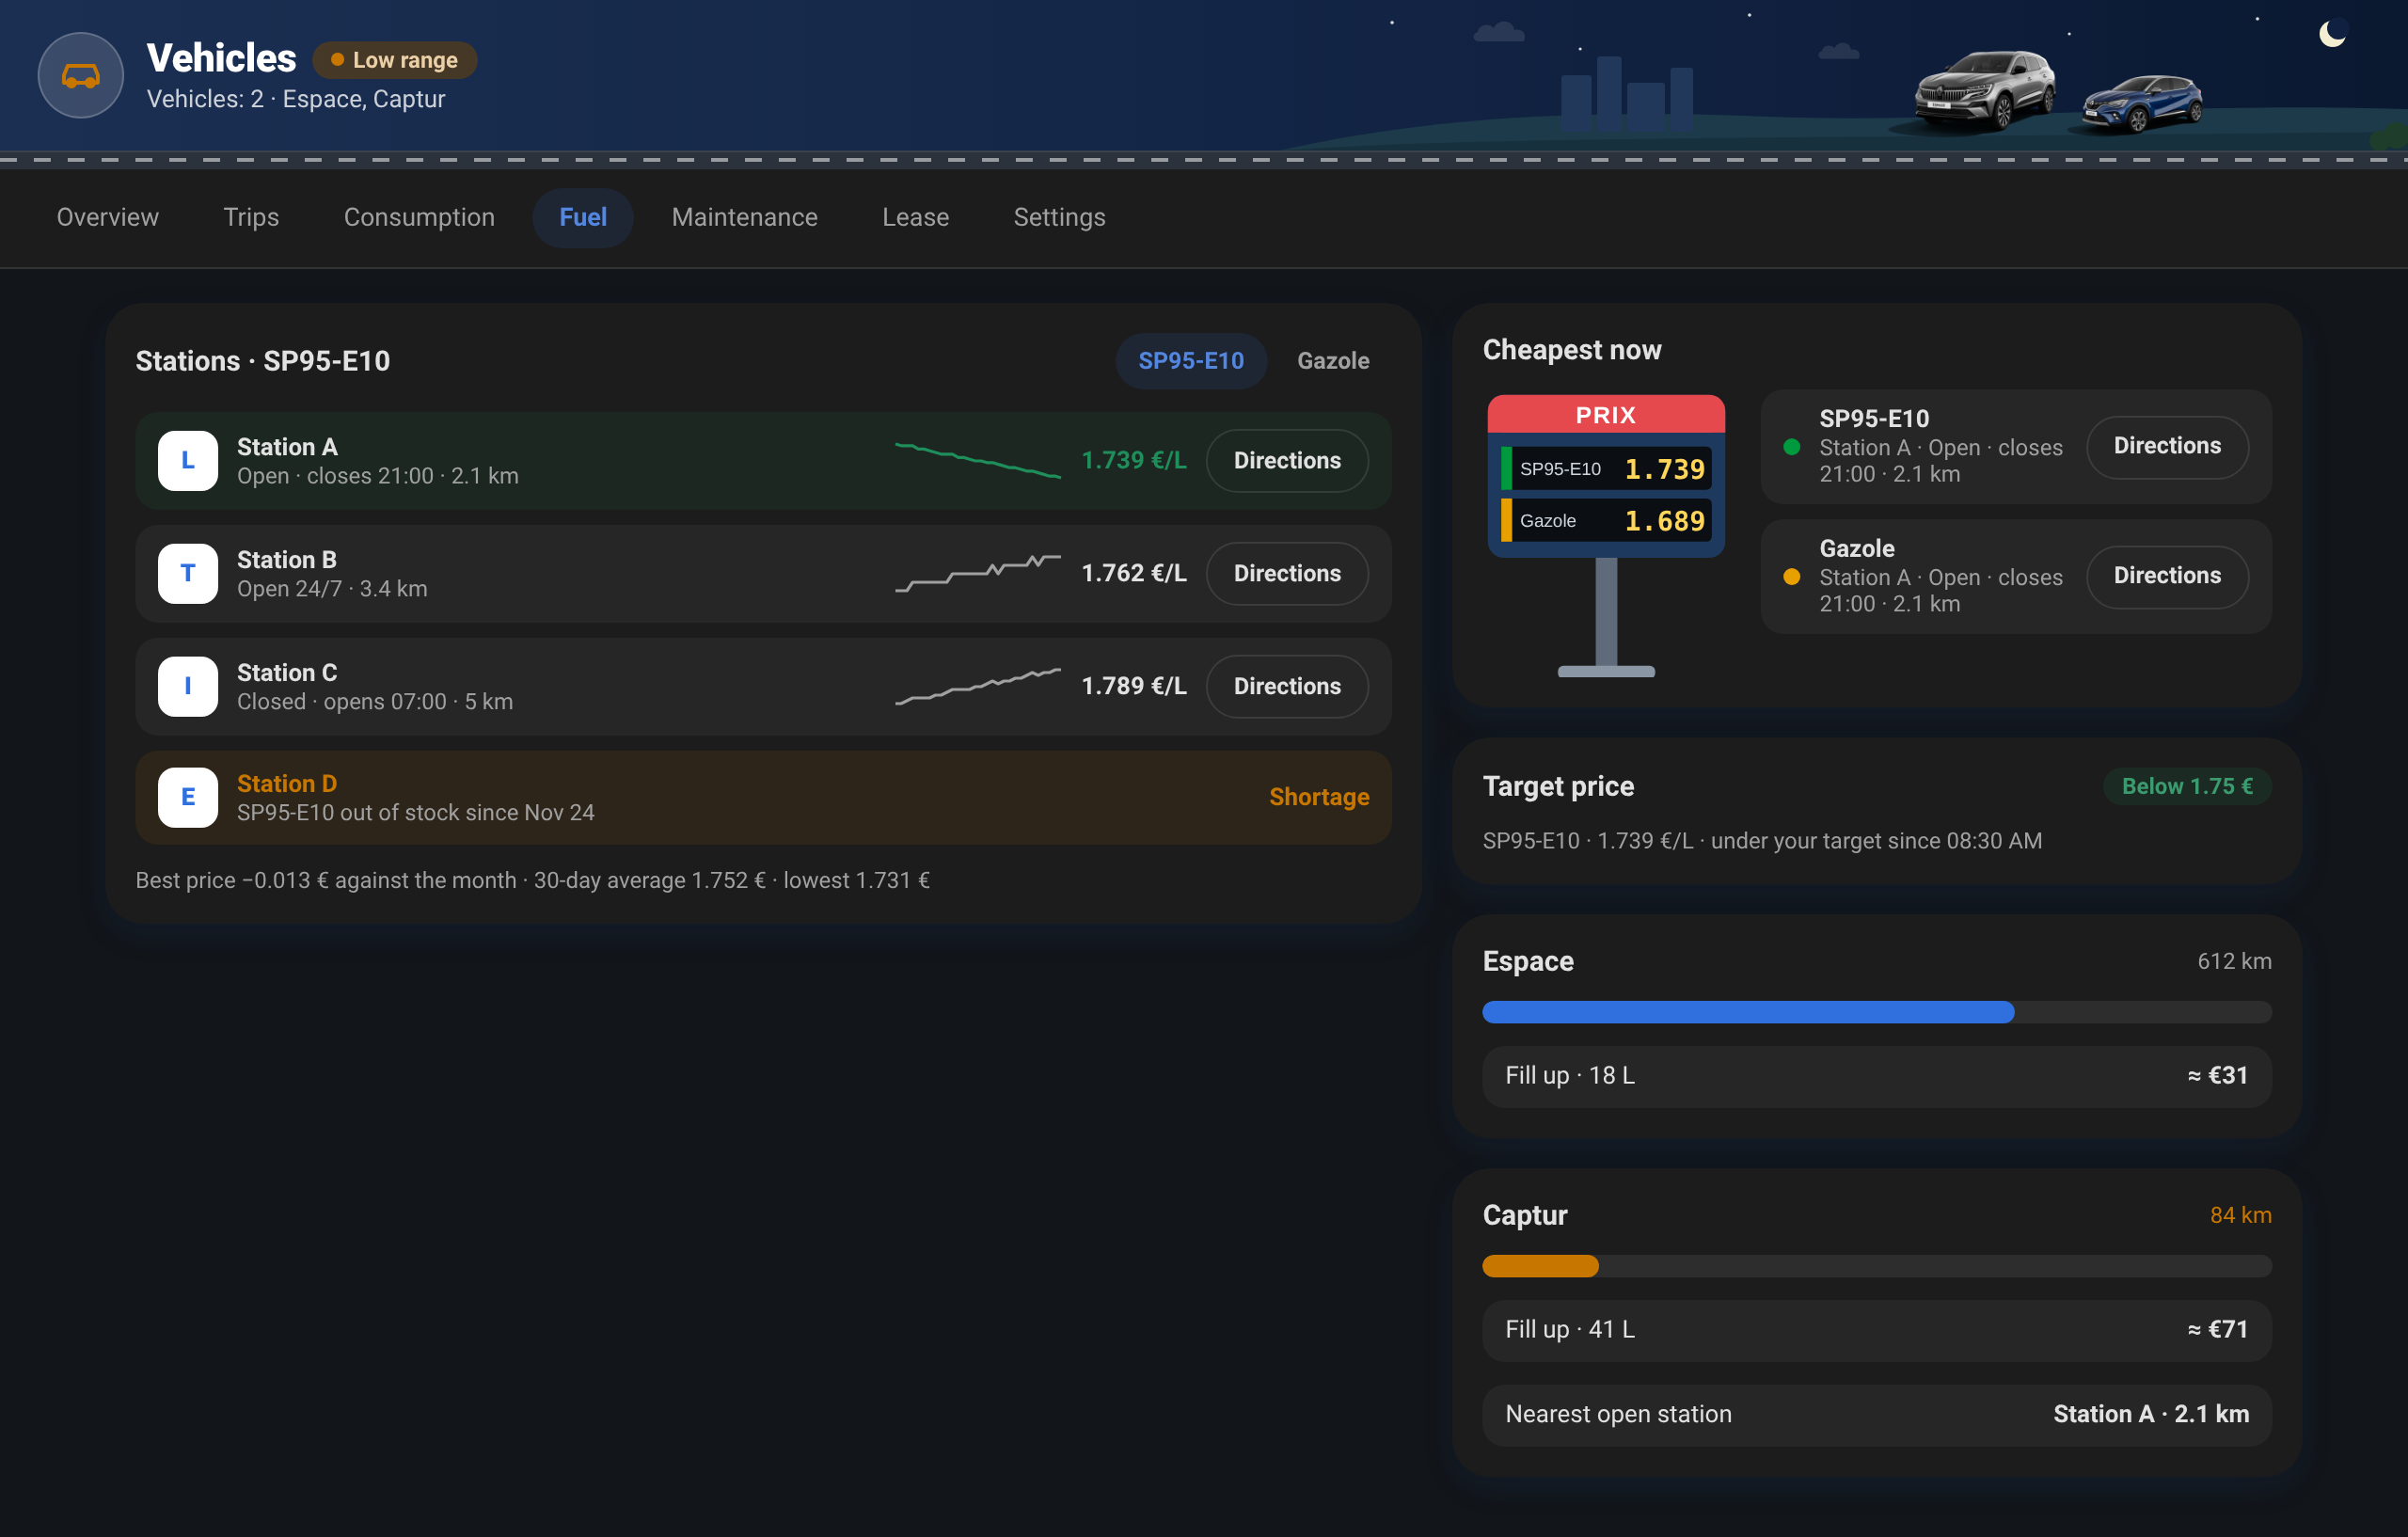 Vehicles
Low range
Vehicles: 2 · Espace, Captur
Overview
Trips
Consumption
Fuel
Maintenance
Lease
Settings
Stations · SP95-E10
SP95-E10
Gazole
L
Station A
Open · closes 21:00 · 2.1 km
1.739 €/L
Directions
T
Station B
Open 24/7 · 3.4 km
1.762 €/L
Directions
I
Station C
Closed · opens 07:00 · 5 km
1.789 €/L
Directions
E
Station D
SP95-E10 out of stock since Nov 24
Shortage
Best price −0.013 € against the month · 30-day average 1.752 € · lowest 1.731 €
Cheapest now
PRIX
SP95-E10 1.739
Gazole 1.689
SP95-E10
Station A · Open · closes
21:00 · 2.1 km
Directions
Gazole
Station A · Open · closes
21:00 · 2.1 km
Directions
Target price
Below 1.75 €
SP95-E10 · 1.739 €/L · under your target since 08:30 AM
Espace
612 km
Fill up · 18 L
≈ €31
Captur
84 km
Fill up · 41 L
≈ €71
Nearest open station
Station A · 2.1 km